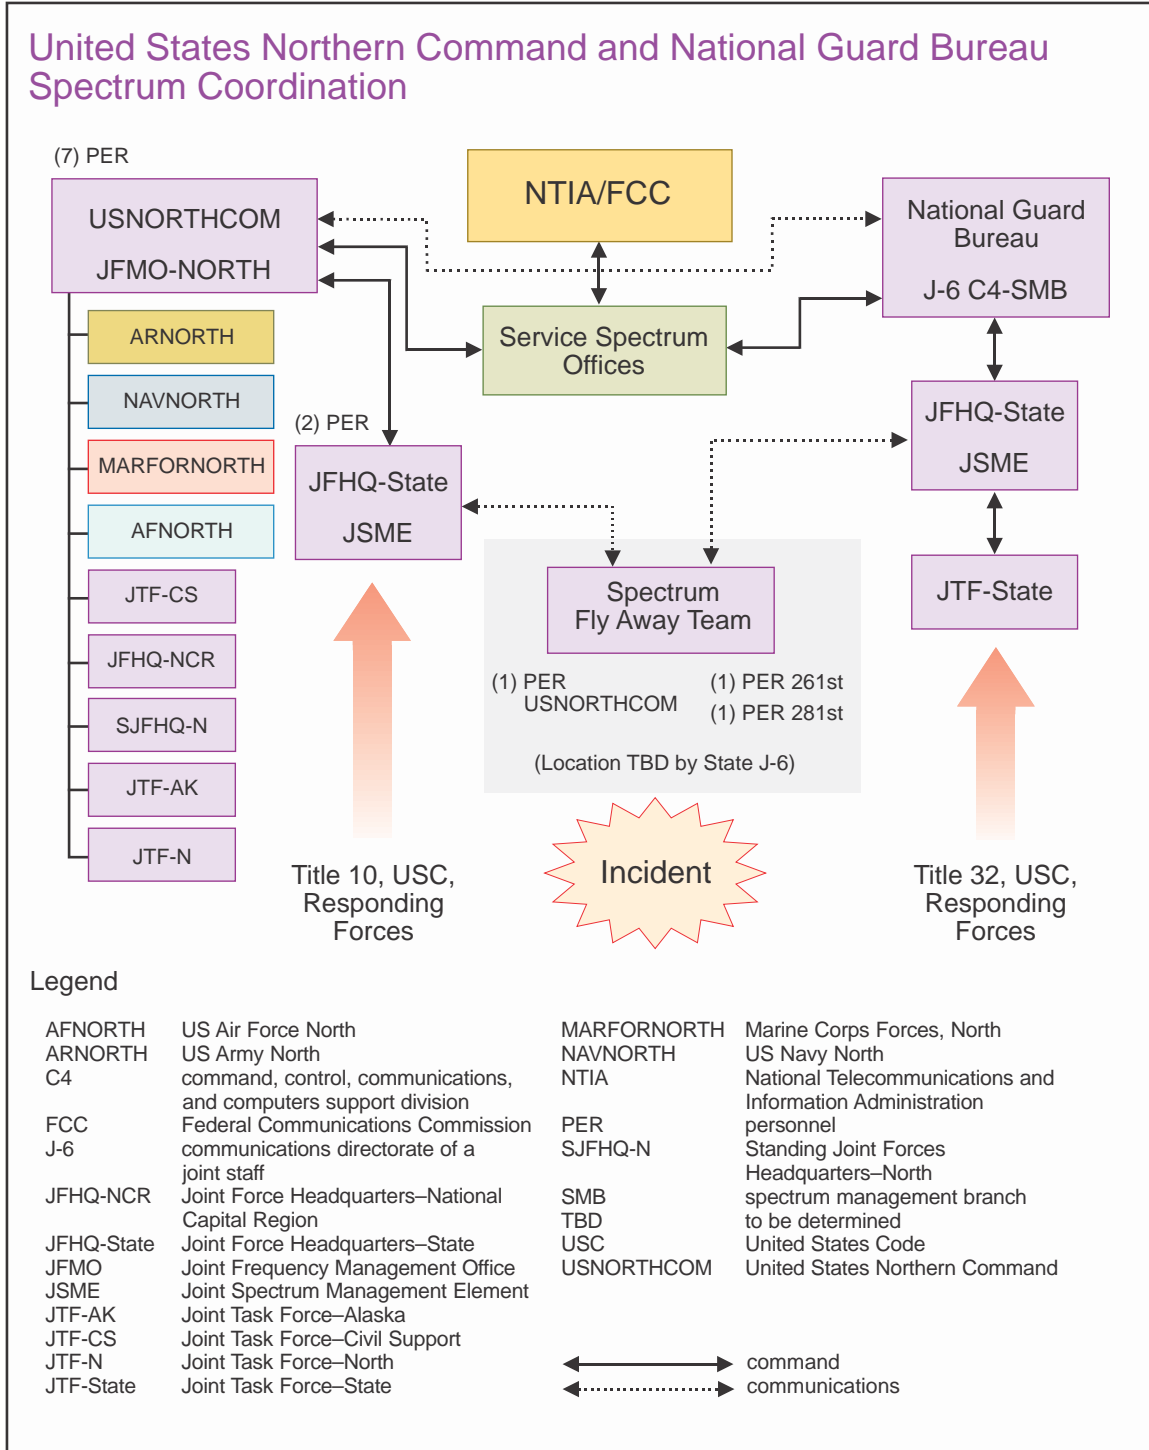 United States Northern Command and National Guard Bureau
Spectrum Coordination
(7) PER
USNORTHCOM
JFMO-NORTH
NTIA/FCC
National Guard
Bureau
J-6 C4-SMB
Service Spectrum
Offices
ARNORTH
NAVNORTH
MARFORNORTH
AFNORTH
JTF-CS
JFHQ-NCR
SJFHQ-N
JTF-AK
JTF-N
(2) PER
JFHQ-State
JSME
JFHQ-State
JSME
JTF-State
Spectrum
Fly Away Team
(1) PER
USNORTHCOM
(1) PER 261st
(1) PER 281st
(Location TBD by State J-6)
Incident
Title 10, USC,
Responding
Forces
Title 32, USC,
Responding
Forces
Legend
AFNORTH US Air Force North
ARNORTH US Army North
C4 command, control, communications,
and computers support division
FCC Federal Communications Commission
J-6 communications directorate of a
joint staff
JFHQ-NCR Joint Force Headquarters–National
Capital Region
JFHQ-State Joint Force Headquarters–State
JFMO Joint Frequency Management Office
JSME Joint Spectrum Management Element
JTF-AK Joint Task Force–Alaska
JTF-CS Joint Task Force–Civil Support
JTF-N Joint Task Force–North
JTF-State Joint Task Force–State
MARFORNORTH Marine Corps Forces, North
NAVNORTH US Navy North
NTIA National Telecommunications and
Information Administration
PER personnel
SJFHQ-N Standing Joint Forces
Headquarters–North
SMB spectrum management branch
TBD to be determined
USC United States Code
USNORTHCOM United States Northern Command
command
communications